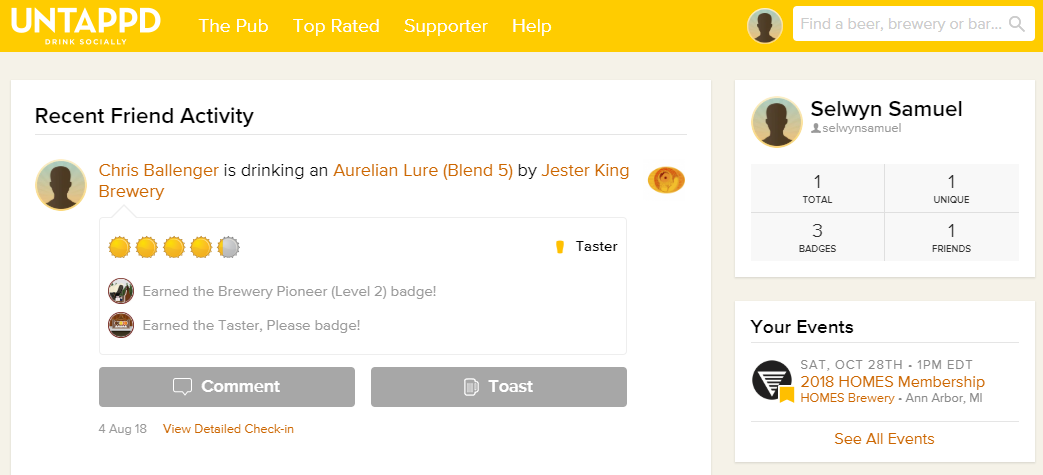 UNTAPPD
DRINK SOCIALLY
The Pub Top Rated Supporter Help
Find a beer, brewery or bar...
Recent Friend Activity
Chris Ballenger is drinking an Aurelian Lure (Blend 5) by Jester King
Brewery
Taster
Earned the Brewery Pioneer (Level 2) badge!
Earned the Taster, Please badge!
Comment
Toast
4 Aug 18 View Detailed Check-in
Selwyn Samuel
selwynsamuel
1 1
TOTAL UNIQUE
3 1
BADGES FRIENDS
Your Events
SAT, OCT 28TH • 1PM EDT
2018 HOMES Membership
HOMES Brewery • Ann Arbor, MI
See All Events